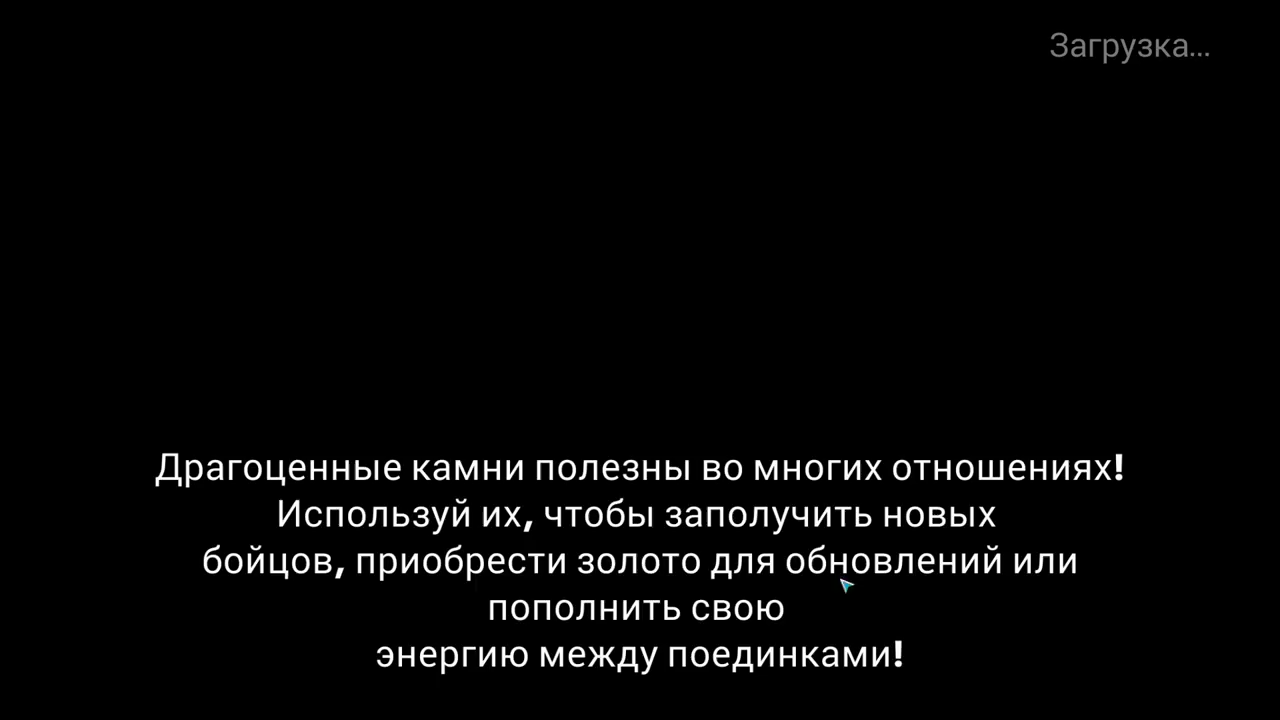 Загрузка...
Драгоценные камни полезны во многих отношениях!
Используй их, чтобы заполучить новых
бойцов, приобрести золото для обновлений или
пополнить свою
энергию между поединками!